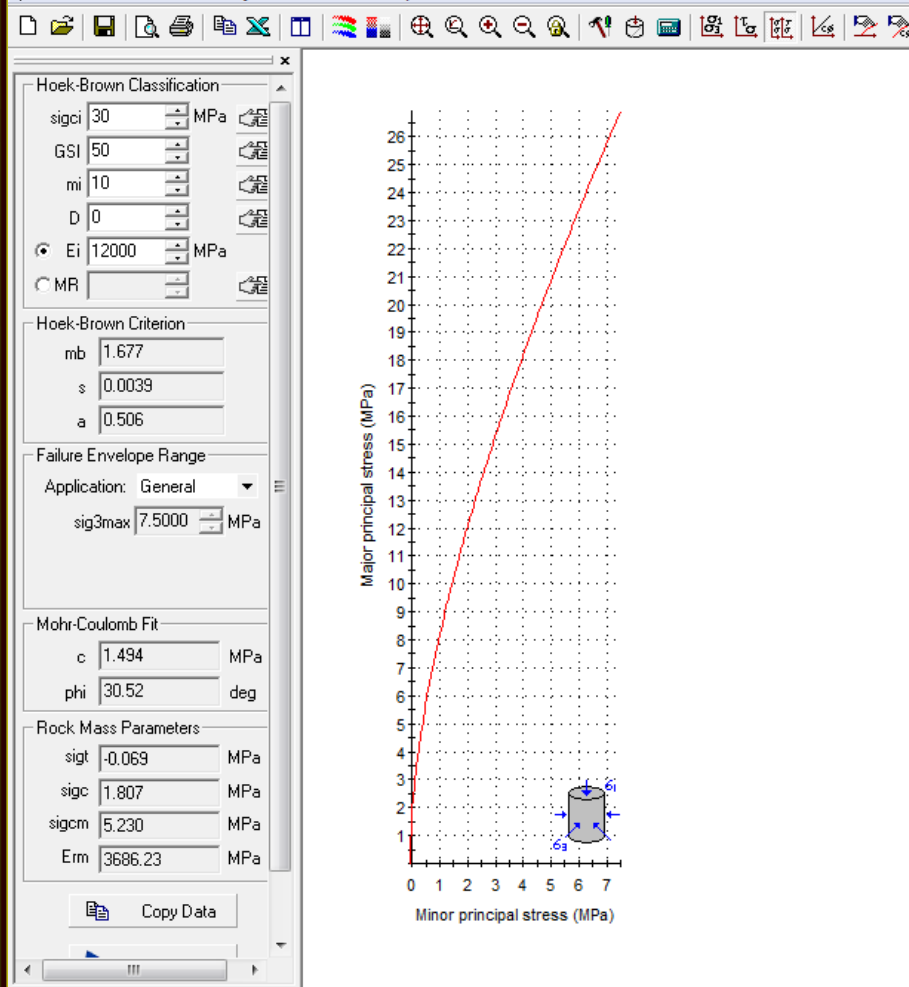 Hoek-Brown Classification
sigci 30 MPa
GSI 50
mi 10
D 0
Ei 12000 MPa
MR
Hoek-Brown Criterion
mb 1.677
s 0.0039
a 0.506
Failure Envelope Range
Application: General
sig3max 7.5000 MPa
Mohr-Coulomb Fit
c 1.494 MPa
phi 30.52 deg
Rock Mass Parameters
sigt -0.069 MPa
sigc 1.807 MPa
sigcm 5.230 MPa
Erm 3686.23 MPa
Copy Data
Major principal stress (MPa)
26
25
24
23
22
21
20
19
18
17
16
15
14
13
12
11
10
9
8
7
6
5
4
3
2
1
σ1
σ3
0 1 2 3 4 5 6 7
Minor principal stress (MPa)